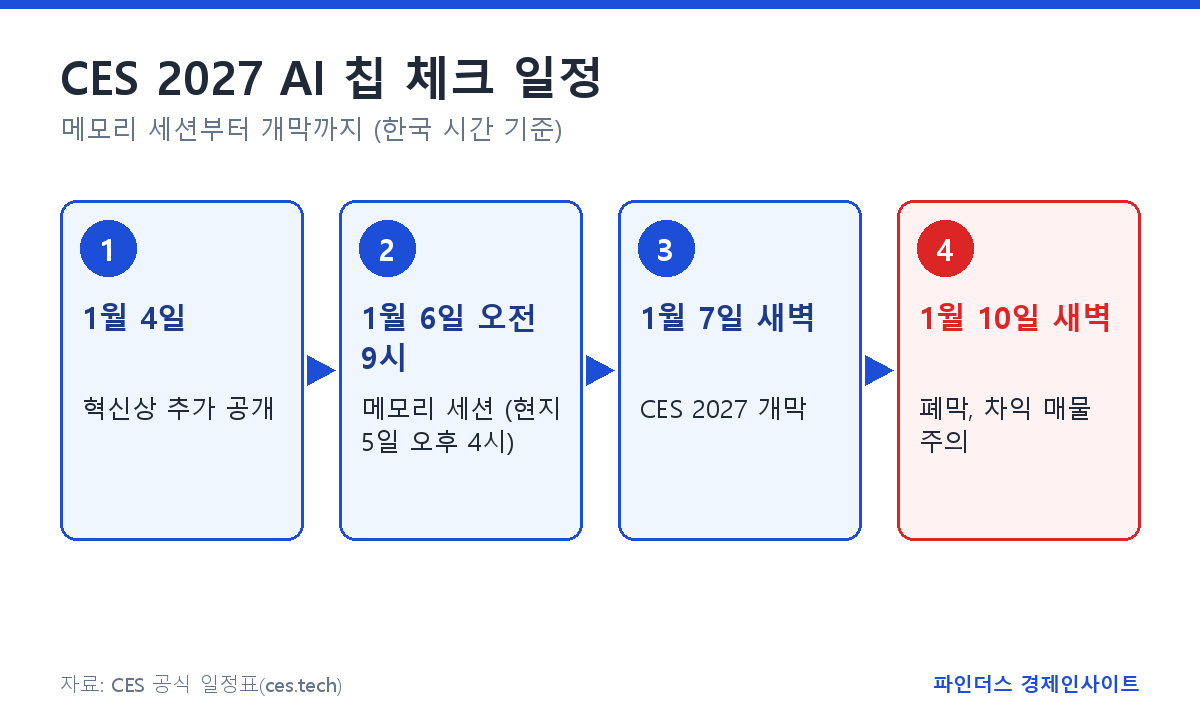 CES 2027 AI 칩 체크 일정
메모리 세션부터 개막까지 (한국 시간 기준)
1
1월 4일
혁신상 추가 공개
2
1월 6일 오전
9시
메모리 세션 (현지
5일 오후 4시)
3
1월 7일 새벽
CES 2027 개막
4
1월 10일 새벽
폐막, 차익 매물
주의
자료: CES 공식 일정표(ces.tech)
파인더스 경제인사이트